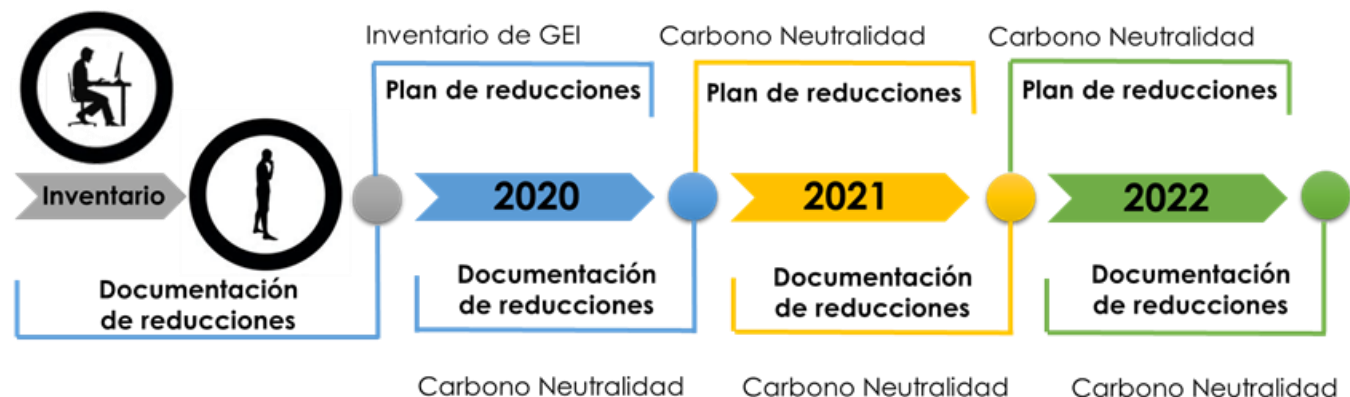 Inventario de GEI
Carbono Neutralidad
Carbono Neutralidad
Plan de reducciones
Plan de reducciones
Plan de reducciones
Inventario
2020
2021
2022
Documentación
de reducciones
Documentación
de reducciones
Documentación
de reducciones
Documentación
de reducciones
Carbono Neutralidad
Carbono Neutralidad
Carbono Neutralidad